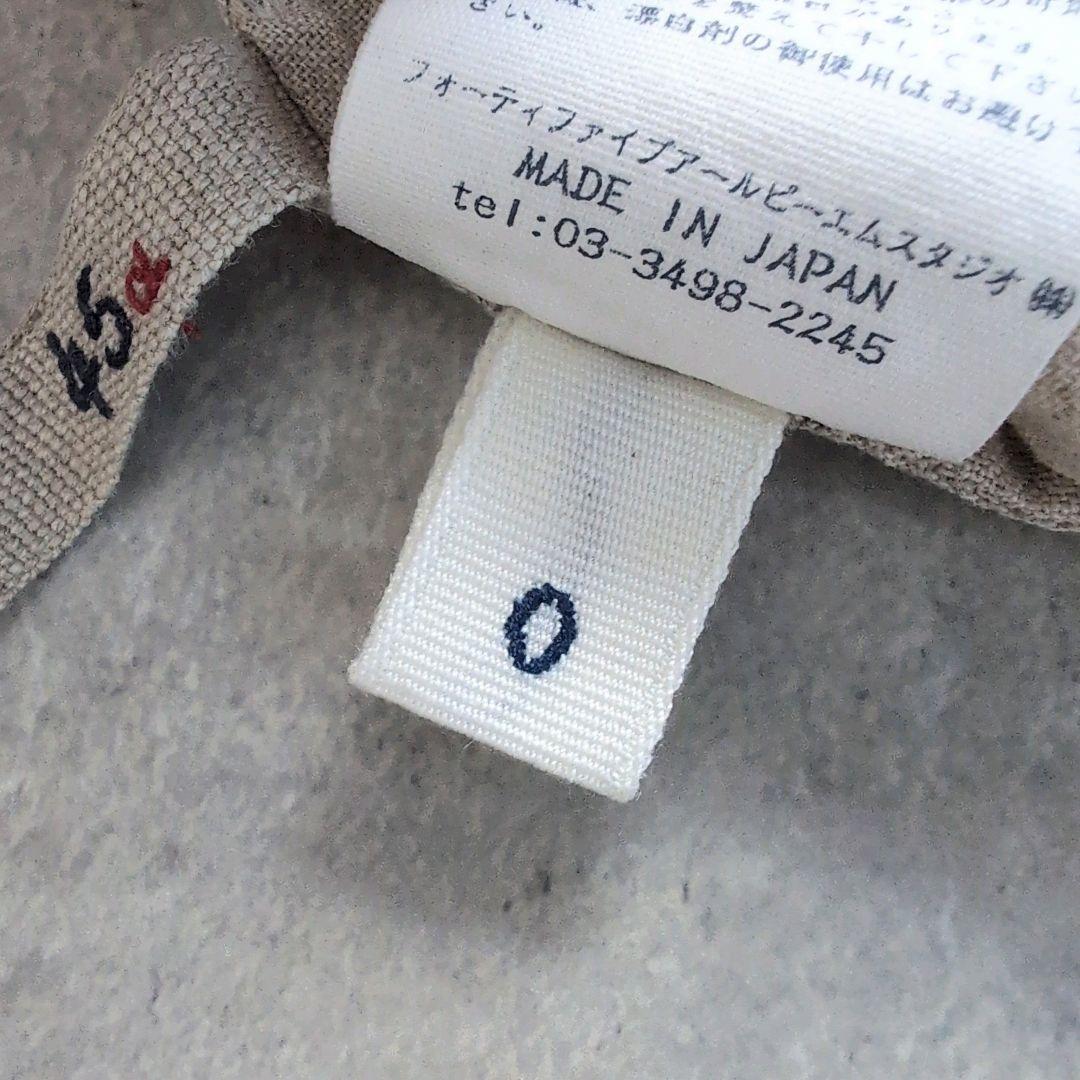 さい。
漂白剤の御使用はお避け
フォーティファイブアールピーエムスタジオ㈱
MADE IN JAPAN
tel:03-3498-2245
45
0